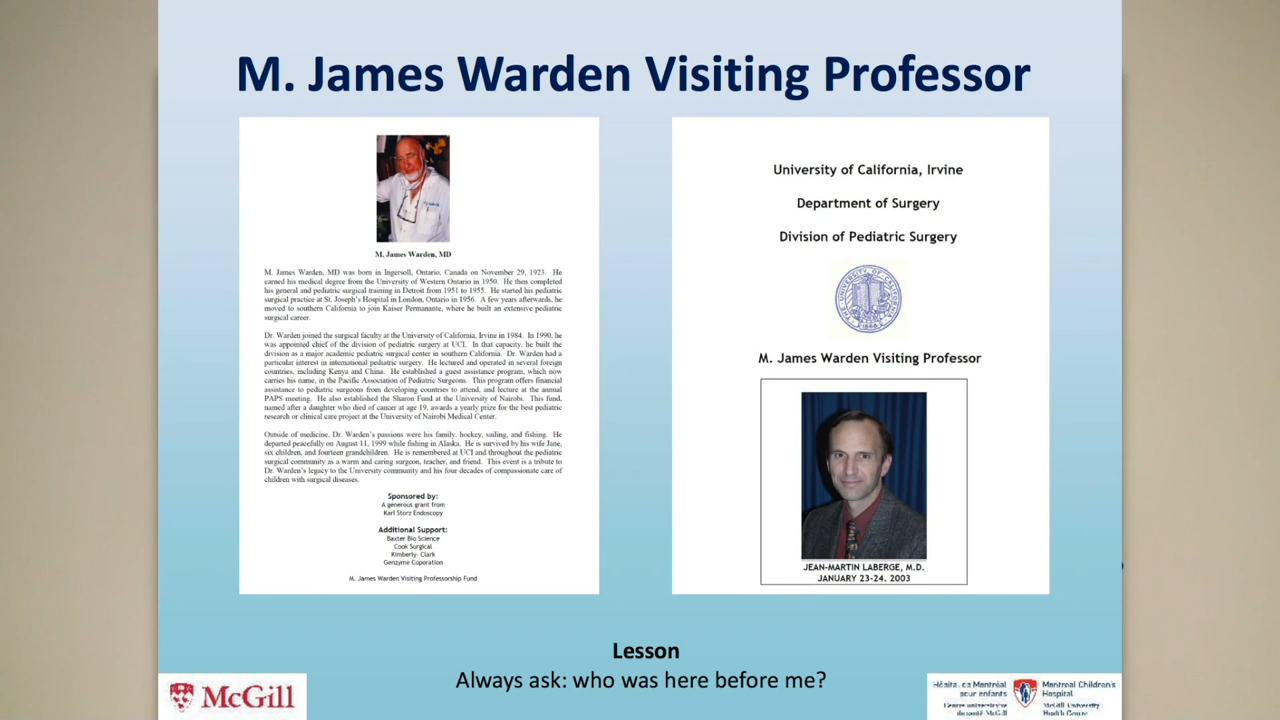 M. James Warden Visiting Professor
M. James Warden, MD
M. James Warden, MD was born in Ingersoll, Ontario, Canada on November 29, 1923. He
earned his medical degree from the University of Western Ontario in 1950. He then completed
his general and pediatric surgical training in Detroit from 1951 to 1955. He started his pediatric
surgical practice at St. Joseph's Hospital in London, Ontario in 1956. A few years afterwards, he
moved to southern California to join Kaiser Permanante, where he built an extensive pediatric
surgical career.
Dr. Warden joined the surgical faculty at the University of California, Irvine in 1984. In 1990, he
was appointed chief of the division of pediatric surgery at UCI. In that capacity, he built the
division as a major academic pediatric surgical center in southern California. Dr. Warden had a
particular interest in international pediatric surgery. He lectured and operated in several foreign
countries, including Kenya and China. He established a guest assistance program, which now
carries his name, in the Pacific Association of Pediatric Surgeons. This program offers financial
assistance to pediatric surgeons from developing countries to attend, and lecture at the annual
PAPS meeting. He also established the Sharon Fund at the University of Nairobi. This fund,
named after a daughter who died of cancer at age 19, awards a yearly prize for the best pediatric
research or clinical care project at the University of Nairobi Medical Center.
Outside of medicine, Dr. Warden's passions were his family, hockey, sailing, and fishing. He
departed peacefully on August 11, 1999 while fishing in Alaska. He is survived by his wife June,
six children, and fourteen grandchildren. He is remembered at UCI and throughout the pediatric
surgical community as a warm and caring surgeon, teacher, and friend. This event is a tribute to
Dr. Warden's legacy to the University community and his four decades of compassionate care of
children with surgical diseases.
Sponsored by:
A generous grant from
Karl Storz Endoscopy
Additional Support:
Baxter Bio Science
Cook Surgical
Kimberly- Clark
Genzyme Coporation
M. James Warden Visiting Professorship Fund
University of California, Irvine
Department of Surgery
Division of Pediatric Surgery
M. James Warden Visiting Professor
JEAN-MARTIN LABERGE, M.D.
JANUARY 23-24, 2003
Lesson
Always ask: who was here before me?
McGill
Hôpital de Montréal
pour enfants
Centre universitaire
de santé McGill
Montreal Children's
Hospital
McGill University
Health Centre